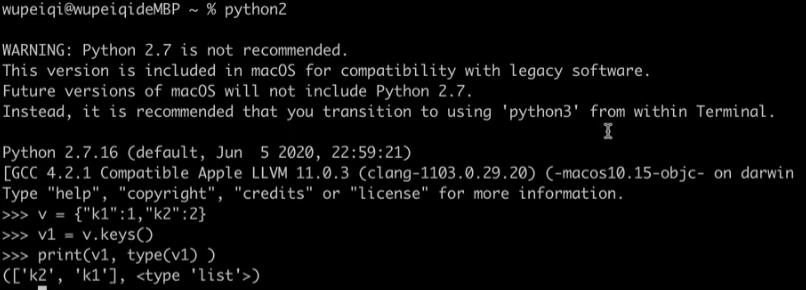 wupeiqi@wupeiqideMBP ~ % python2
WARNING: Python 2.7 is not recommended.
This version is included in macOS for compatibility with legacy software.
Future versions of macOS will not include Python 2.7.
Instead, it is recommended that you transition to using 'python3' from within Terminal.
Python 2.7.16 (default, Jun  5 2020, 22:59:21)
[GCC 4.2.1 Compatible Apple LLVM 11.0.3 (clang-1103.0.29.20) (-macos10.15-objc- on darwin
Type "help", "copyright", "credits" or "license" for more information.
>>> v = {"k1":1,"k2":2}
>>> v1 = v.keys()
>>> print(v1, type(v1) )
(['k2', 'k1'], <type 'list'>)